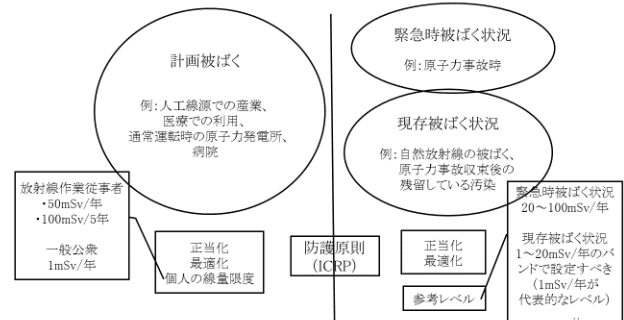 計画被ばく
例：人工線源での産業、
医療での利用、
通常運転時の原子力発電所、
病院
緊急時被ばく状況
例：原子力事故時
現存被ばく状況
例：自然放射線の被ばく、
原子力事故収束後の
残留している汚染
放射線作業従事者
・50mSv/年
・100mSv/5年
一般公衆
1mSv/年
正当化
最適化
個人の線量限度
防護原則
（ICRP）
正当化
最適化
参考レベル
緊急時被ばく状況
20～100mSv/年
現存被ばく状況
1～20mSv/年のバ
ンドで設定すべき
（1mSv/年が
代表的なレベル）